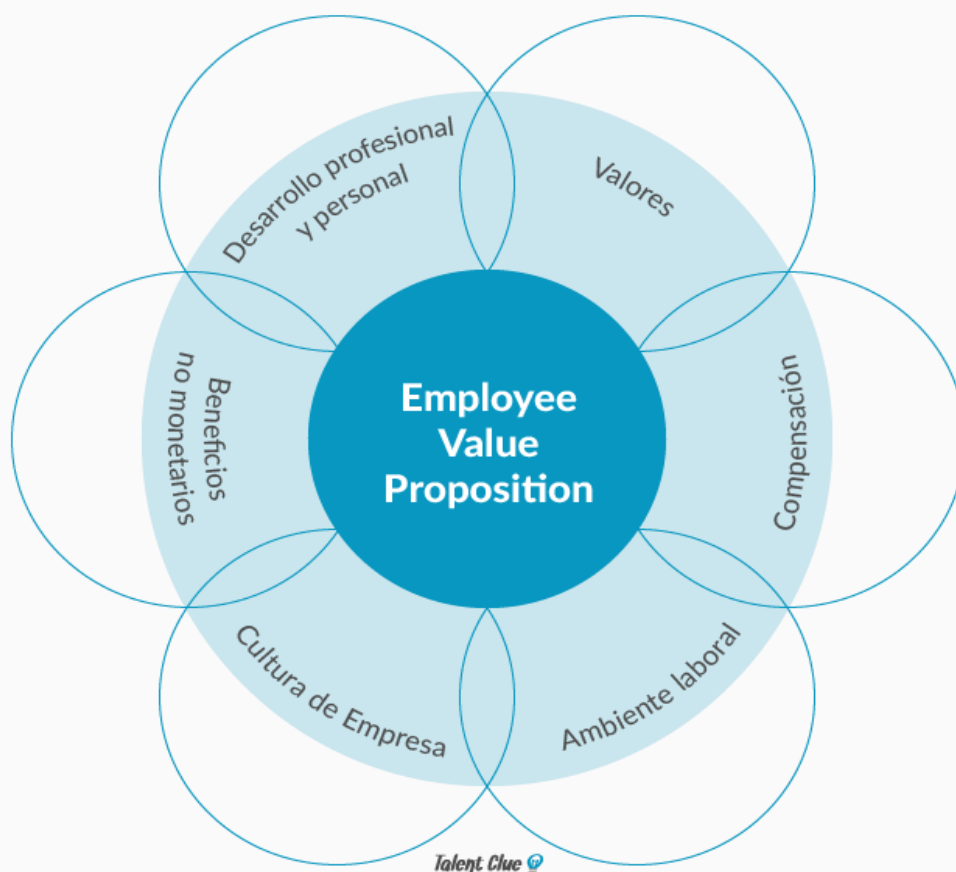 Desarrollo profesional
y personal
Valores
Beneficios
no monetarios
Employee
Value
Proposition
Compensación
Cultura de Empresa
Ambiente laboral
Talent Clue